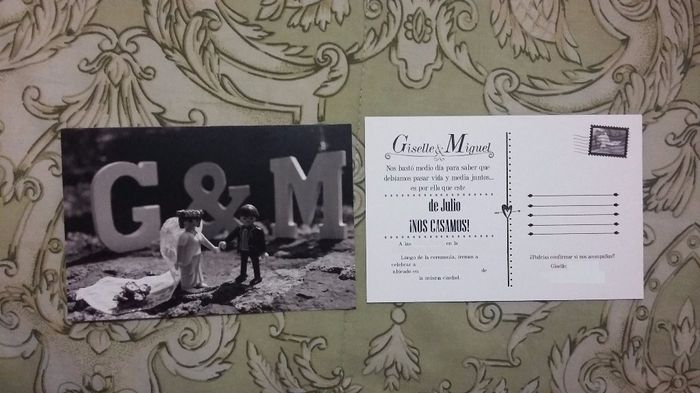 G & M
Giselle & Miguel
Nos bastó medio día para saber que
debíamos pasar vida y media juntos...
es por ello que este
de Julio
¡NOS CASAMOS!
A las en la
Luego de la ceremonia, iremos a
celebrar a
ubicado en de
la misma ciudad.
¿Podrías confirmar si nos acompañas?
Giselle: